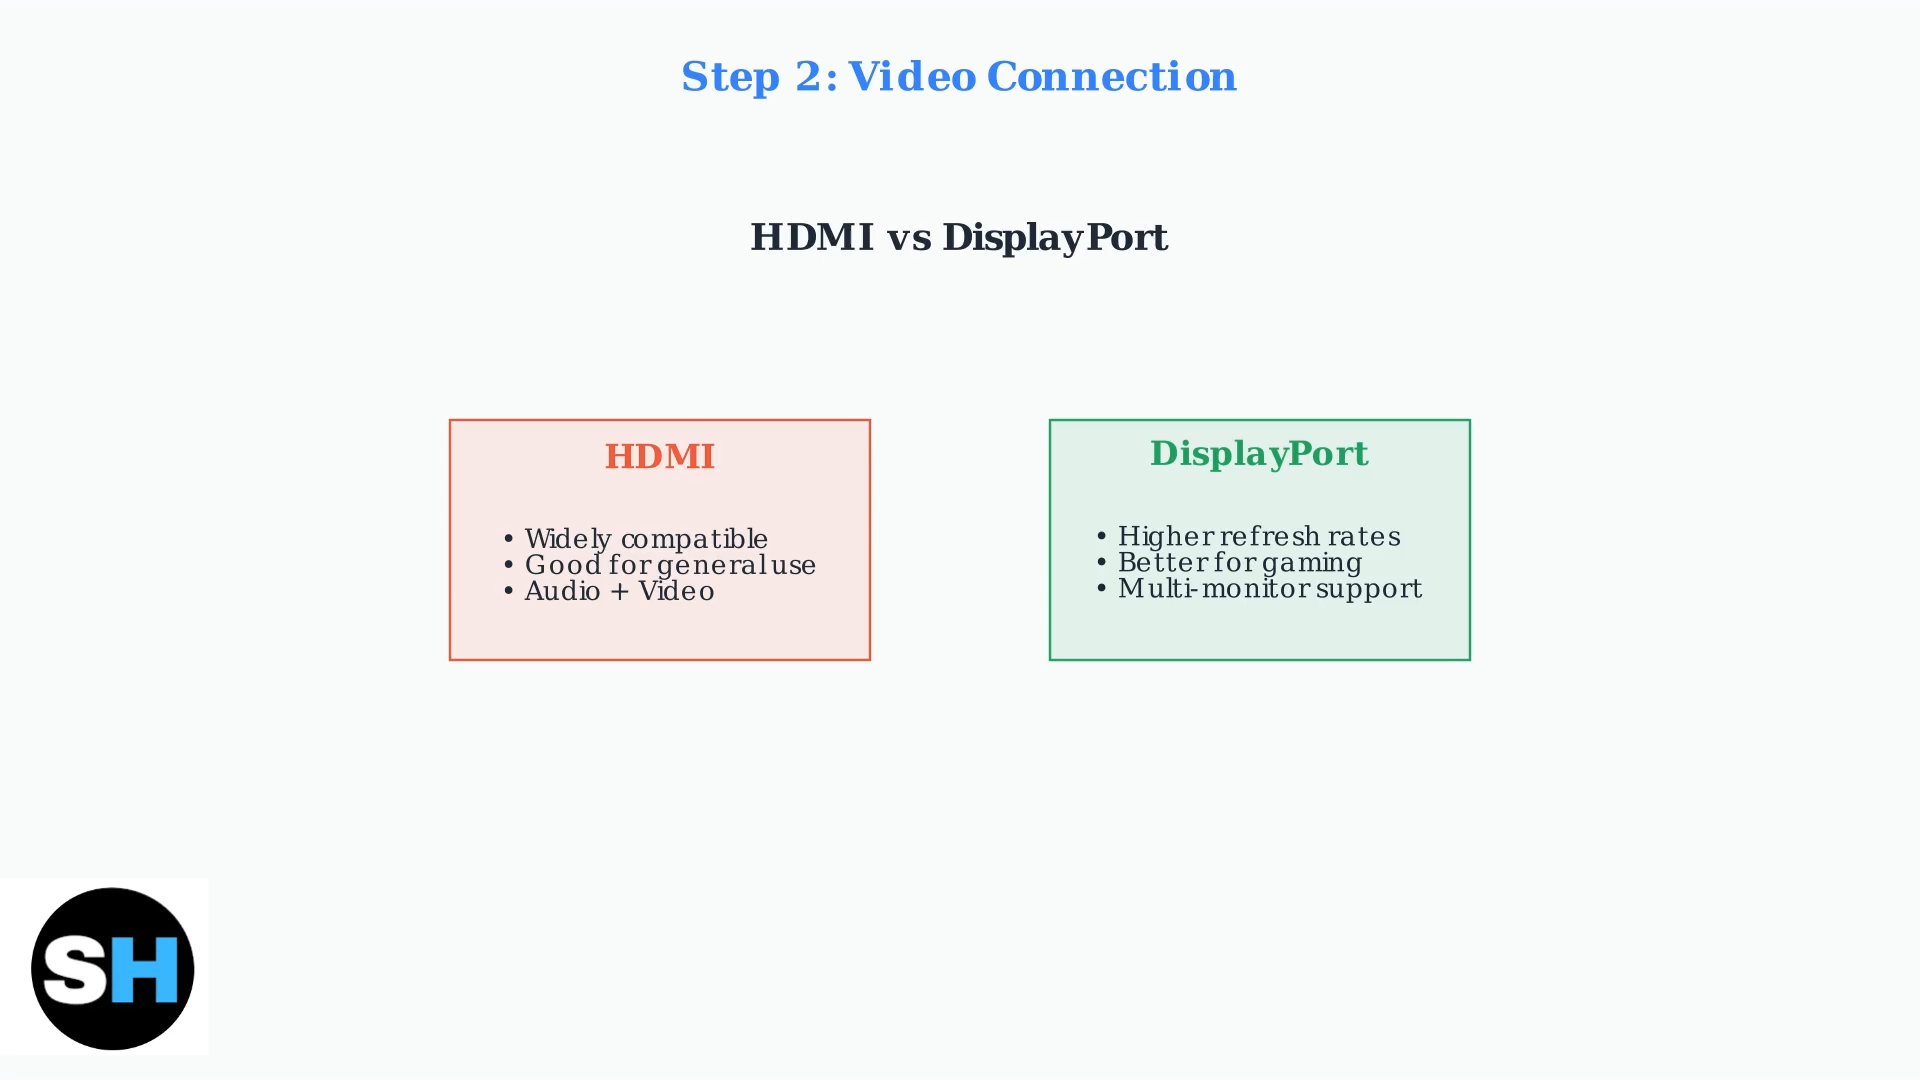 Step 2: Video Connection
HDMI vs DisplayPort
HDMI
• Widely compatible
• Good for general use
• Audio + Video
DisplayPort
• Higher refresh rates
• Better for gaming
• Multi-monitor support
SH